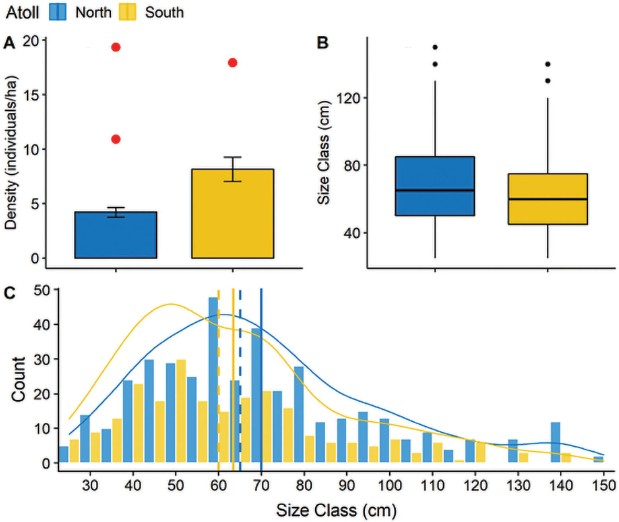 Atoll North South
A
Density (individuals/ha)
20
15
10
5
0
B
Size Class (cm)
120
80
40
C
Count
50
40
30
20
10
0
30 40 50 60 70 80 90 100 110 120 130 140 150
Size Class (cm)